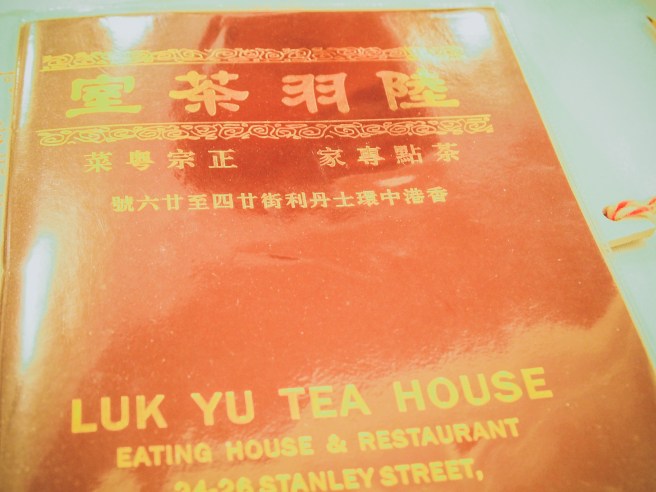 陸羽茶室
茶點專家 正宗粵菜
香港中環士丹利街廿四至廿六號
LUK YU TEA HOUSE
EATING HOUSE & RESTAURANT
24-26 STANLEY STREET,